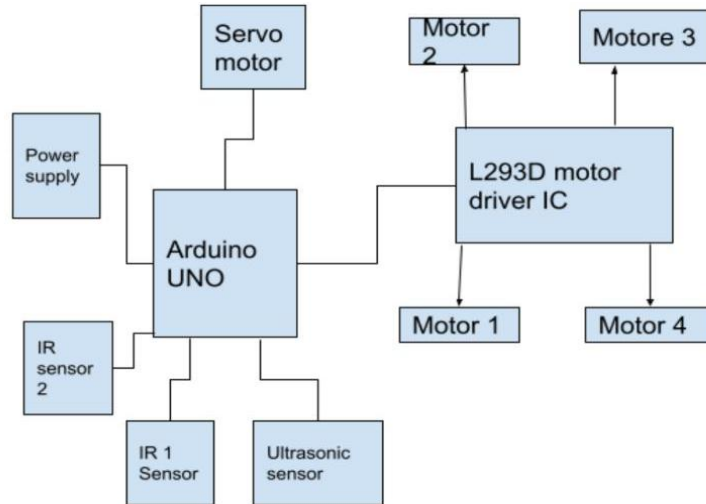 Servo
motor
Motor
2
Motore 3
Power
supply
L293D motor
driver IC
Arduino
UNO
IR
sensor
2
Motor 1
Motor 4
IR 1
Sensor
Ultrasonic
sensor